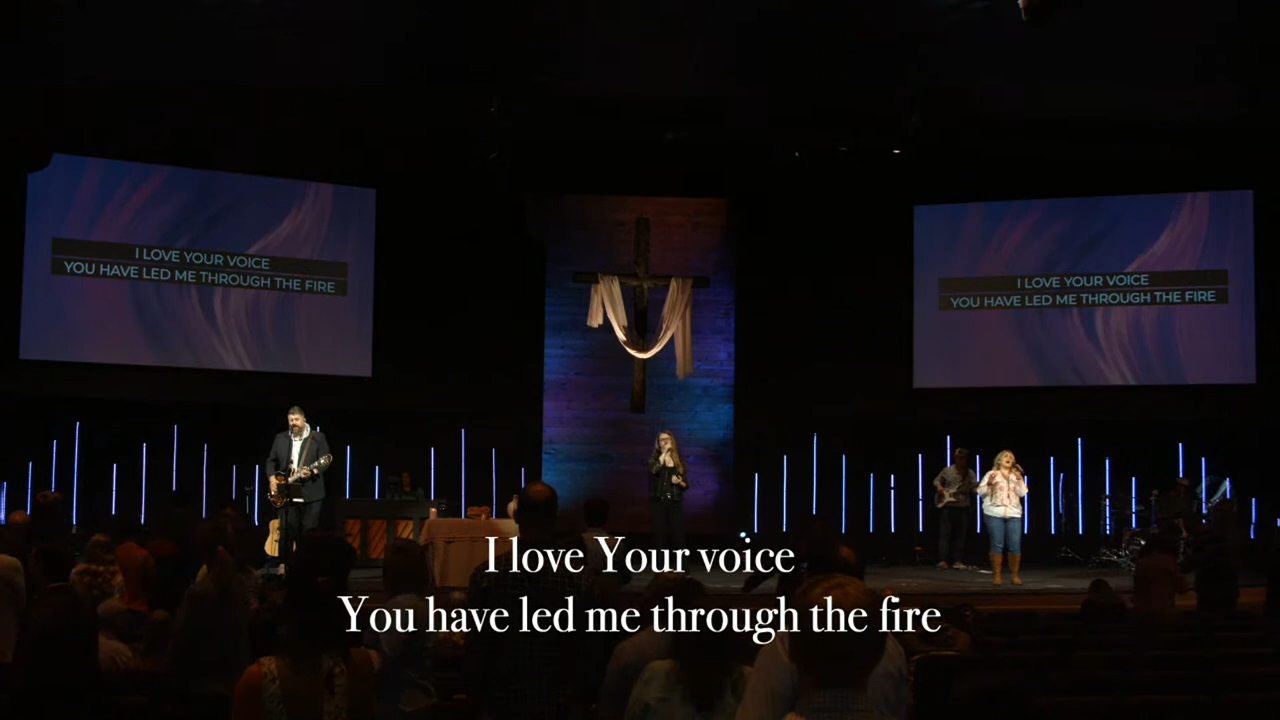 I LOVE YOUR VOICE
YOU HAVE LED ME THROUGH THE FIRE
I LOVE YOUR VOICE
YOU HAVE LED ME THROUGH THE FIRE
I love Your voice
You have led me through the fire